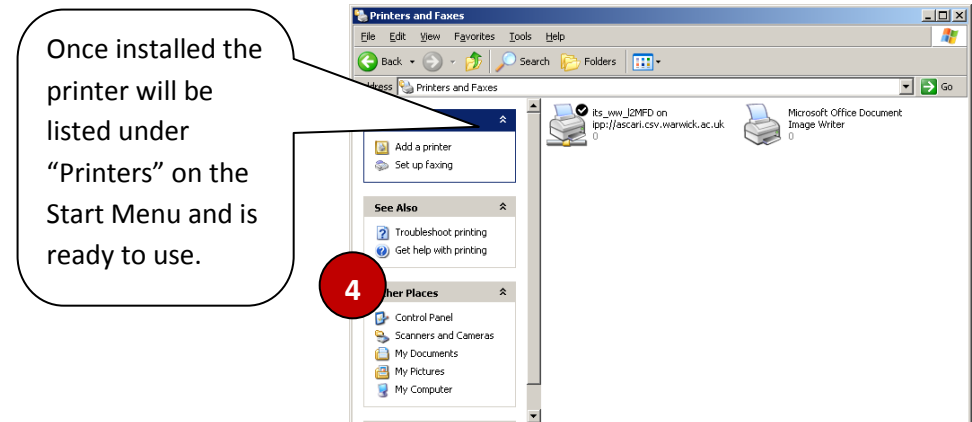 Once installed the
printer will be
listed under
“Printers” on the
Start Menu and is
ready to use.
Printers and Faxes
File Edit View Favorites Tools Help
Back Search Folders
Printers and Faxes Go
Add a printer
Set up faxing
See Also
Troubleshoot printing
Get help with printing
4
her Places
Control Panel
Scanners and Cameras
My Documents
My Pictures
My Computer
its_ww_l2MFD on
ipp://ascari.csv.warwick.ac.uk
0
Microsoft Office Document
Image Writer
0